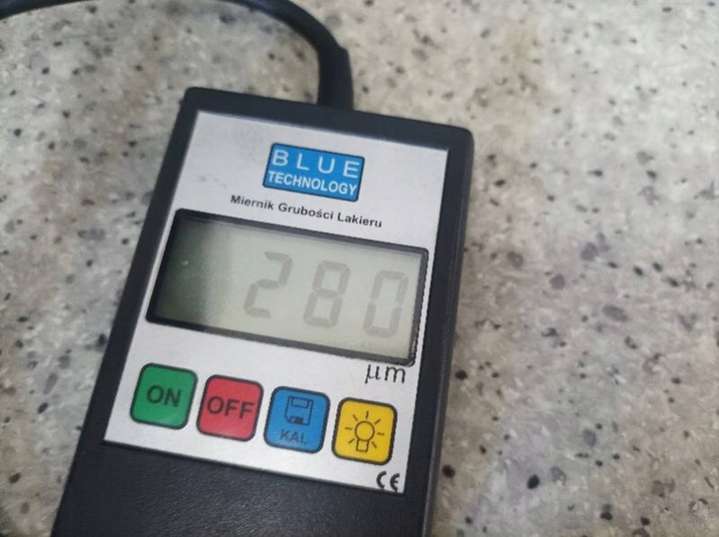 BLUE
TECHNOLOGY
Miernik Grubości Lakieru
280
μm
ON
OFF
KAL
CE